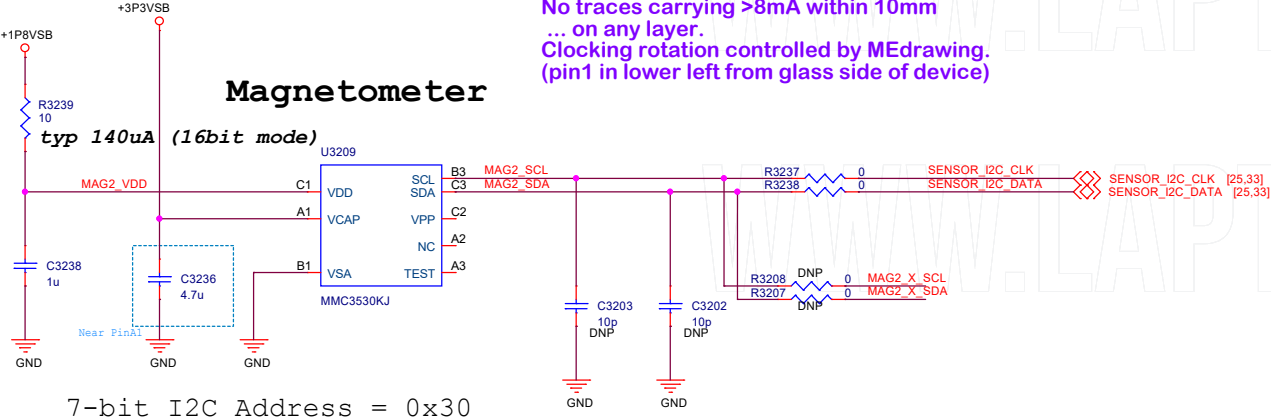 No traces carrying >8mA within 10mm
... on any layer.
Clocking rotation controlled by MEdrawing.
(pin1 in lower left from glass side of device)
+3P3VSB
+1P8VSB
Magnetometer
R3239
10
typ 140uA (16bit mode)
U3209
MAG2_VDD
C1 VDD
A1 VCAP
B1 VSA
SCL B3 MAG2_SCL
SDA C3 MAG2_SDA
VPP C2
NC A2
TEST A3
MMC3530KJ
R3237 0 SENSOR_I2C_CLK SENSOR_I2C_CLK [25,33]
R3238 0 SENSOR_I2C_DATA SENSOR_I2C_DATA [25,33]
DNP
R3208 0 MAG2_X_SCL
R3207 0 MAG2_X_SDA
DNP
C3238
1u
C3236
4.7u
Near PinA1
C3203
10p
DNP
C3202
10p
DNP
GND
GND
GND
GND
GND
7-bit I2C Address = 0x30
WWW.LAP
WWW.LAP